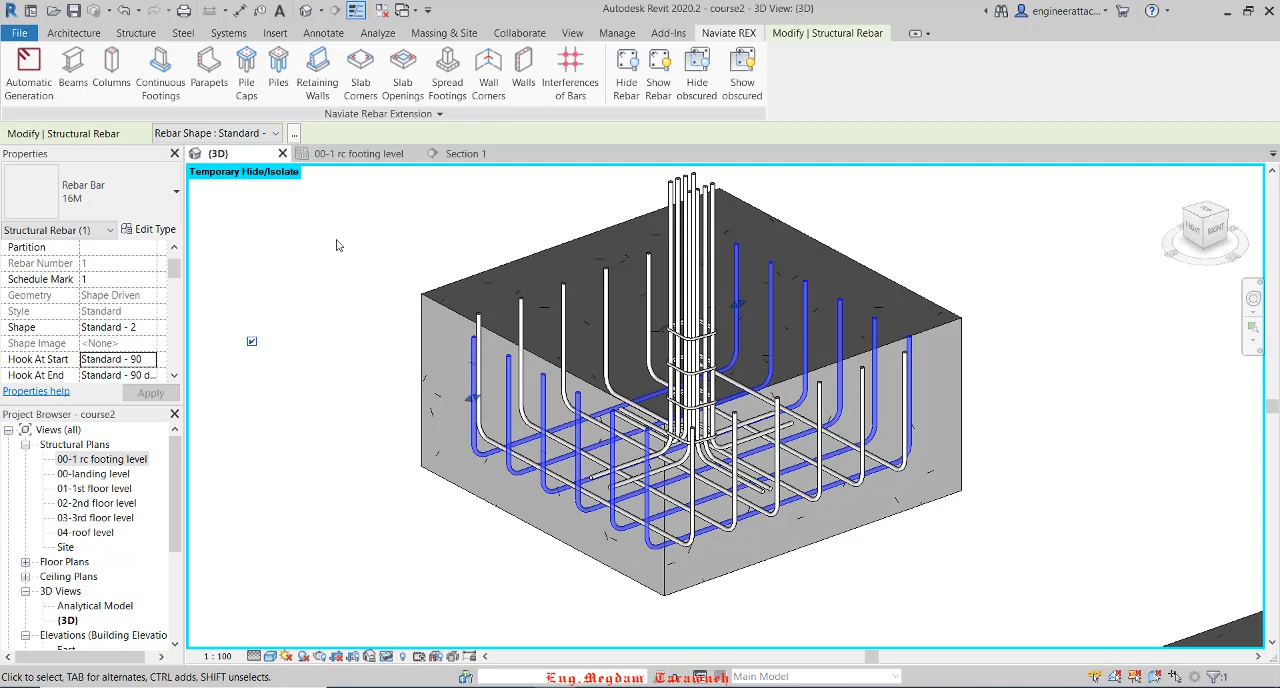 Autodesk Revit 2020.2 - course2 - 3D View: {3D}
engineerattac...
File Architecture Structure Steel Systems Insert Annotate Analyze Massing & Site Collaborate View Manage Add-Ins Naviate REX Modify | Structural Rebar
Automatic Generation
Beams
Columns
Continuous Footings
Parapets
Pile Caps
Piles
Retaining Walls
Slab Corners
Slab Openings
Spread Footings
Wall Corners
Walls
Interferences of Bars
Hide Rebar
Show Rebar
Hide obscured
Show obscured
Naviate Rebar Extension
Modify | Structural Rebar
Rebar Shape : Standard -
...
Properties
{3D}
00-1 rc footing level
Section 1
Temporary Hide/Isolate
Rebar Bar
16M
Structural Rebar (1)
Edit Type
Partition
Rebar Number 1
Schedule Mark 1
Geometry Shape Driven
Style Standard
Shape Standard - 2
Shape Image <None>
Hook At Start Standard - 90
Hook At End Standard - 90 d...
Properties help
Apply
Project Browser - course2
Views (all)
Structural Plans
00-1 rc footing level
00-landing level
01-1st floor level
02-2nd floor level
03-3rd floor level
04-roof level
Site
Floor Plans
Ceiling Plans
3D Views
Analytical Model
{3D}
Elevations (Building Elevatio
East
TOP
FRONT
RIGHT
1 : 100
Click to select, TAB for alternates, CTRL adds, SHIFT unselects.
Eng.Meqdam Tarawneh
Main Model
:1